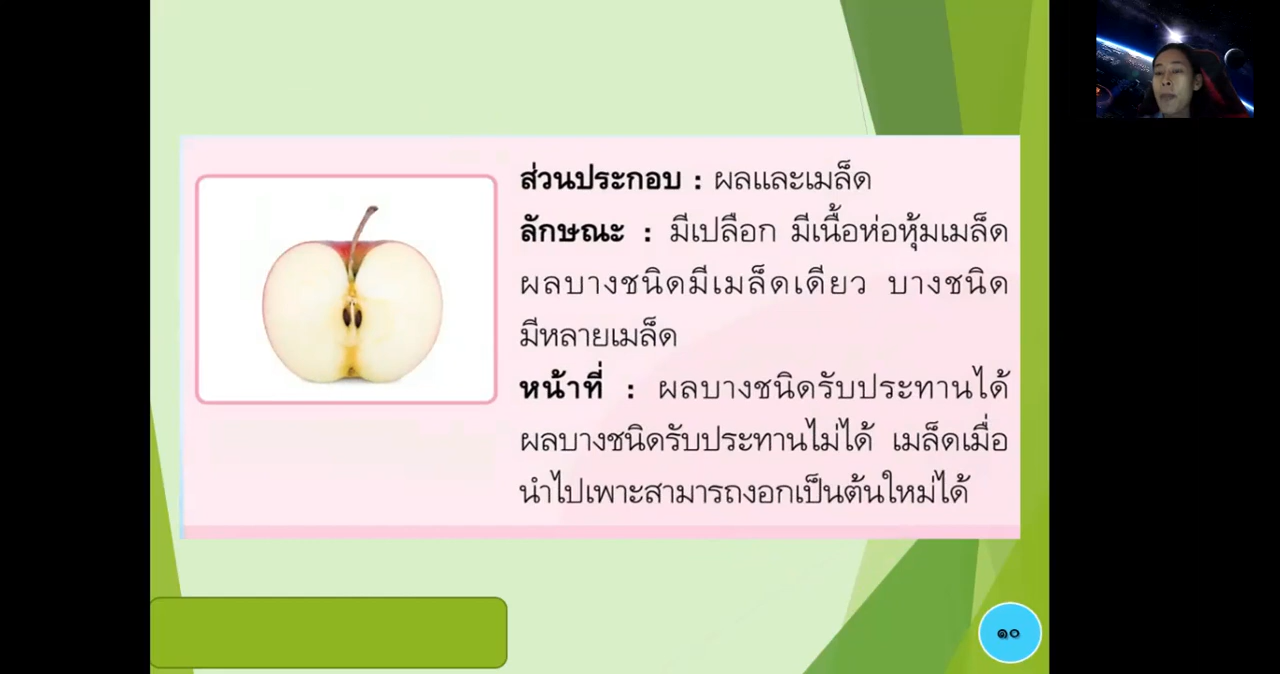 ส่วนประกอบ : ผลและเมล็ด
ลักษณะ : มีเปลือก มีเนื้อห่อหุ้มเมล็ด
ผลบางชนิดมีเมล็ดเดียว บางชนิด
มีหลายเมล็ด
หน้าที่ : ผลบางชนิดรับประทานได้
ผลบางชนิดรับประทานไม่ได้ เมล็ดเมื่อ
นำไปเพาะสามารถงอกเป็นต้นใหม่ได้
๑๐